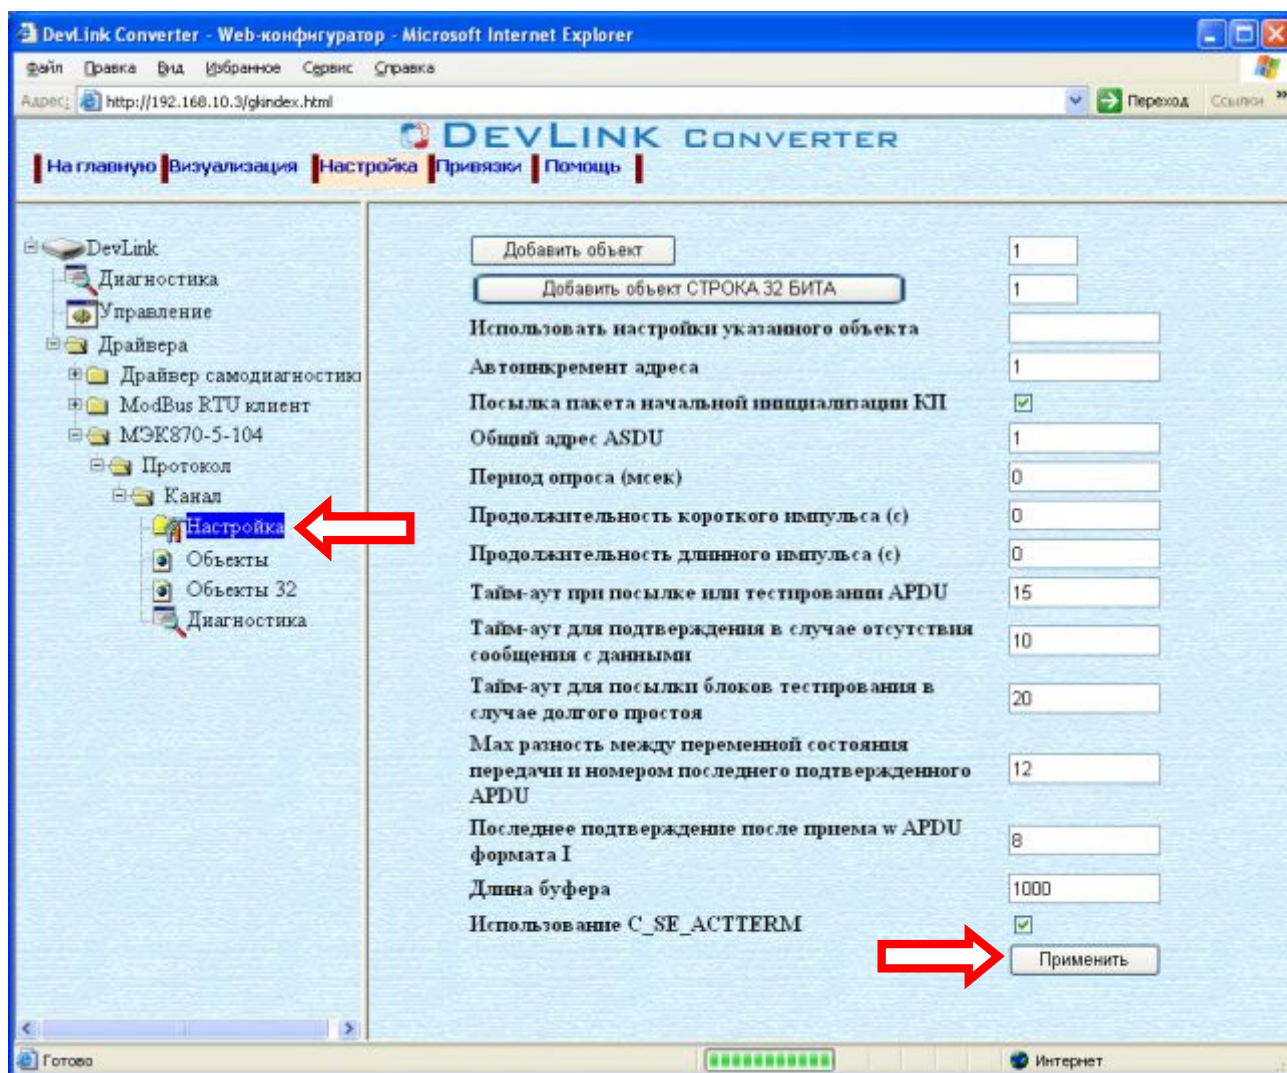 DevLink Converter - Web-конфигуратор - Microsoft Internet Explorer
Файл Правка Вид Избранное Сервис Справка
Адрес: http://192.168.10.3/gkindex.html Переход Ссылки »
DEVLINK CONVERTER
На главную Визуализация Настройка Привязки Помощь
DevLink
Диагностика
Управление
Драйвера
Драйвер самодиагностики
ModBus RTU клиент
МЭК870-5-104
Протокол
Канал
Настройка
Объекты
Объекты 32
Диагностика
Добавить объект 1
Добавить объект СТРОКА 32 БИТА 1
Использовать настройки указанного объекта
Автоинкремент адреса 1
Посылка пакета начальной инициализации КП
Общий адрес ASDU 1
Период опроса (мсек) 0
Продолжительность короткого импульса (с) 0
Продолжительность длинного импульса (с) 0
Тайм-аут при посылке или тестировании APDU 15
Тайм-аут для подтверждения в случае отсутствия
сообщения с данными 10
Тайм-аут для посылки блоков тестирования в
случае долгого простоя 20
Max разность между переменной состояния
передачи и номером последнего подтвержденного
APDU 12
Последнее подтверждение после приема w APDU
формата I 8
Длина буфера 1000
Использование C_SE_ACTTERM
Применить
Готово Интернет